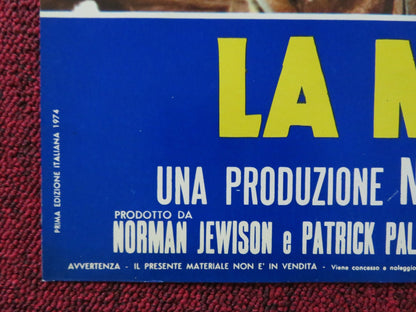 LA M
UNA PRODUZIONE N
PRODOTTO DA
NORMAN JEWISON e PATRICK PAL
AVVERTENZA - IL PRESENTE MATERIALE NON E' IN VENDITA - Viene concesso a noleggio
PRIMA EDIZIONE ITALIANA 1974